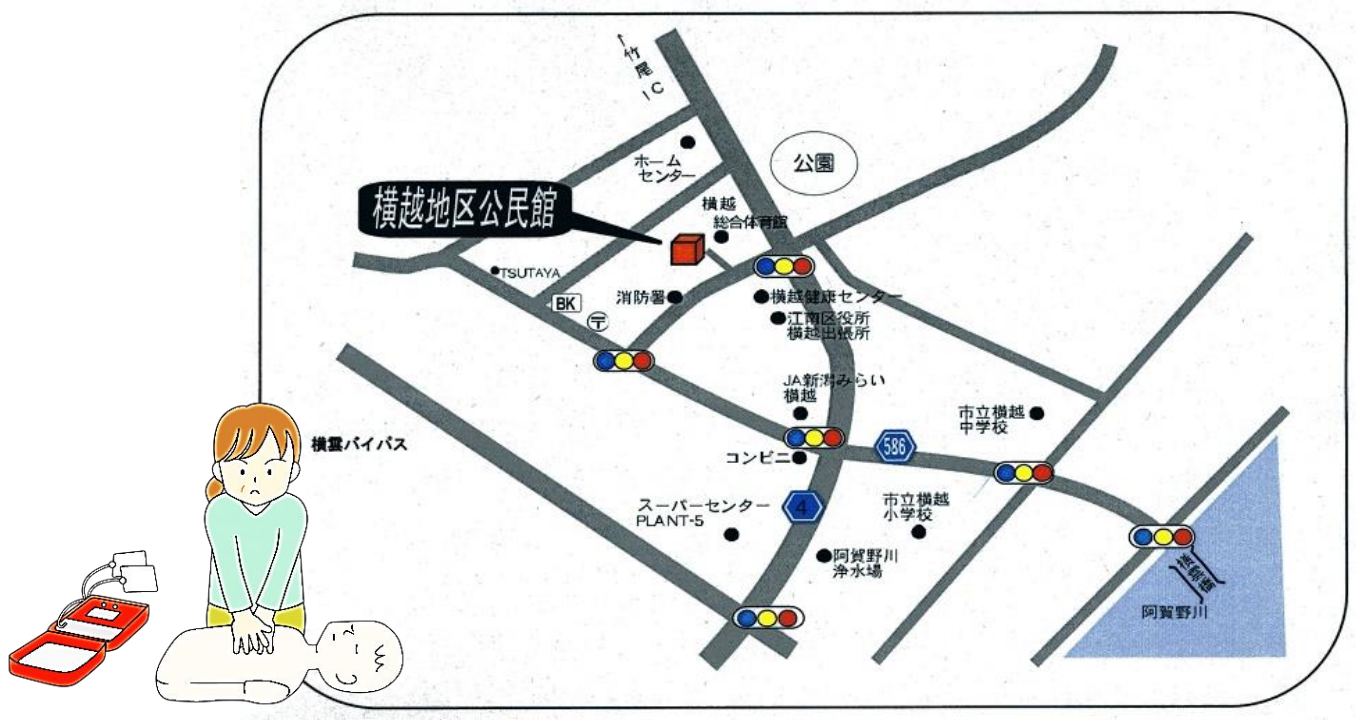 ↑竹尾IC
公園
ホーム
センター
横越地区公民館
横越
総合体育館
TSUTAYA
BK
〒
消防署
横越健康センター
江南区役所
横越出張所
JA新潟みらい
横越
市立横越
中学校
横雲バイパス
コンビニ
586
スーパーセンター
PLANT-5
4
市立横越
小学校
阿賀野川
浄水場
横雲橋
阿賀野川